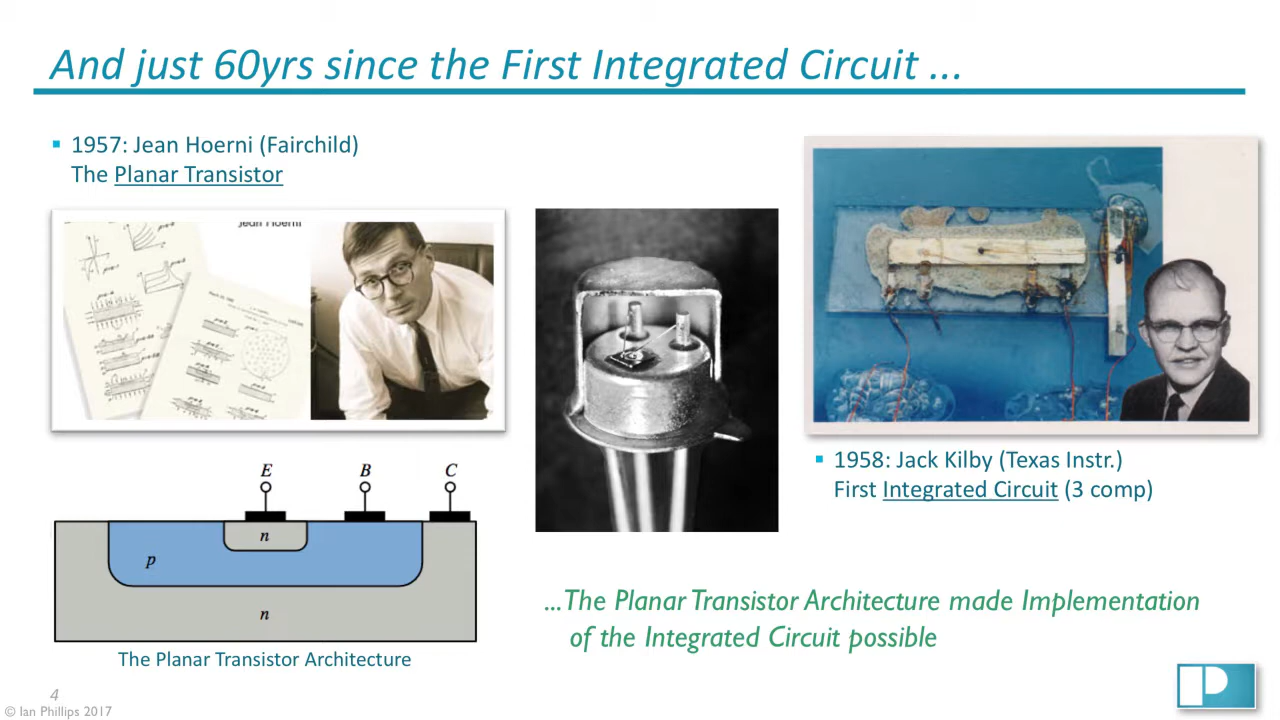 And just 60yrs since the First Integrated Circuit ...
▪ 1957: Jean Hoerni (Fairchild)
The Planar Transistor
Jean Hoerni
E B C
n
p
n
The Planar Transistor Architecture
▪ 1958: Jack Kilby (Texas Instr.)
First Integrated Circuit (3 comp)
...The Planar Transistor Architecture made Implementation
of the Integrated Circuit possible
4
© Ian Phillips 2017
P